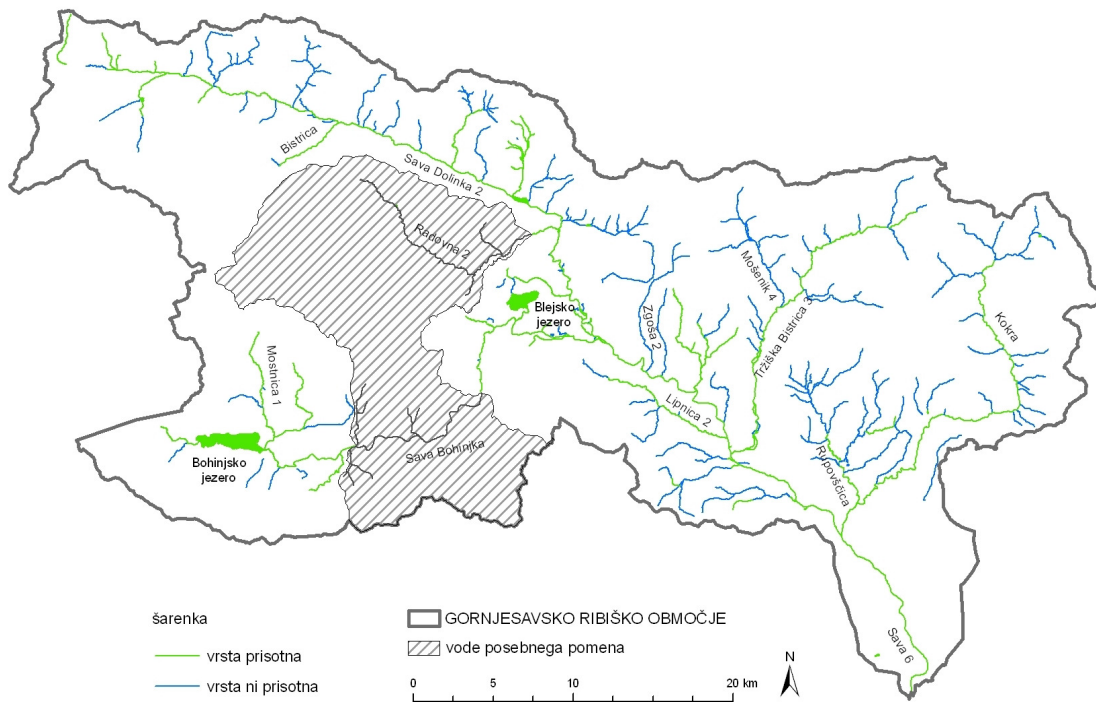 Bistrica
Sava Dolinka 2
Radovna 2
Mošenik 4
Blejsko
jezero
Zgoša 2
Tržiška Bistrica 3
Kokra
Mostnica 1
Lipnica 2
Bohinjsko
jezero
Sava Bohinjka
Rupovščica
Sava 6
šarenka
vrsta prisotna
vrsta ni prisotna
GORNJESAVSKO RIBIŠKO OBMOČJE
vode posebnega pomena
0 5 10 20 km
N